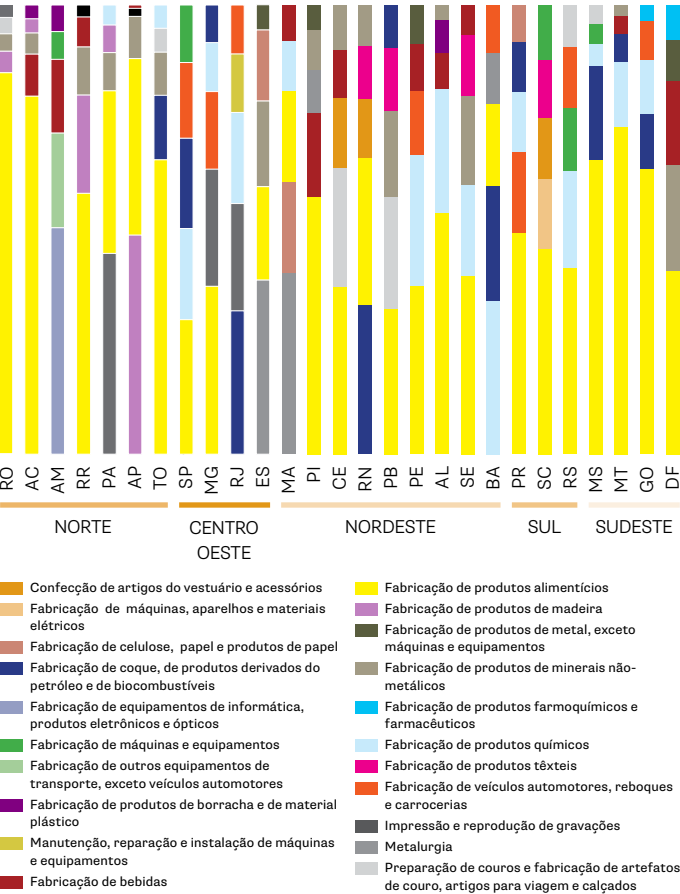 RO AC AM RR PA AP TO SP MG RJ ES MA PI CE RN PB PE AL SE BA PR SC RS MS MT GO DF
NORTE CENTRO OESTE NORDESTE SUL SUDESTE
Confecção de artigos do vestuário e acessórios
Fabricação de máquinas, aparelhos e materiais
elétricos
Fabricação de celulose, papel e produtos de papel
Fabricação de coque, de produtos derivados do
petróleo e de biocombustíveis
Fabricação de equipamentos de informática,
produtos eletrônicos e ópticos
Fabricação de máquinas e equipamentos
Fabricação de outros equipamentos de
transporte, exceto veículos automotores
Fabricação de produtos de borracha e de material
plástico
Manutenção, reparação e instalação de máquinas
e equipamentos
Fabricação de bebidas
Fabricação de produtos alimentícios
Fabricação de produtos de madeira
Fabricação de produtos de metal, exceto
máquinas e equipamentos
Fabricação de produtos de minerais não-
metálicos
Fabricação de produtos farmoquímicos e
farmacêuticos
Fabricação de produtos químicos
Fabricação de produtos têxteis
Fabricação de veículos automotores, reboques
e carrocerias
Impressão e reprodução de gravações
Metalurgia
Preparação de couros e fabricação de artefatos
de couro, artigos para viagem e calçados